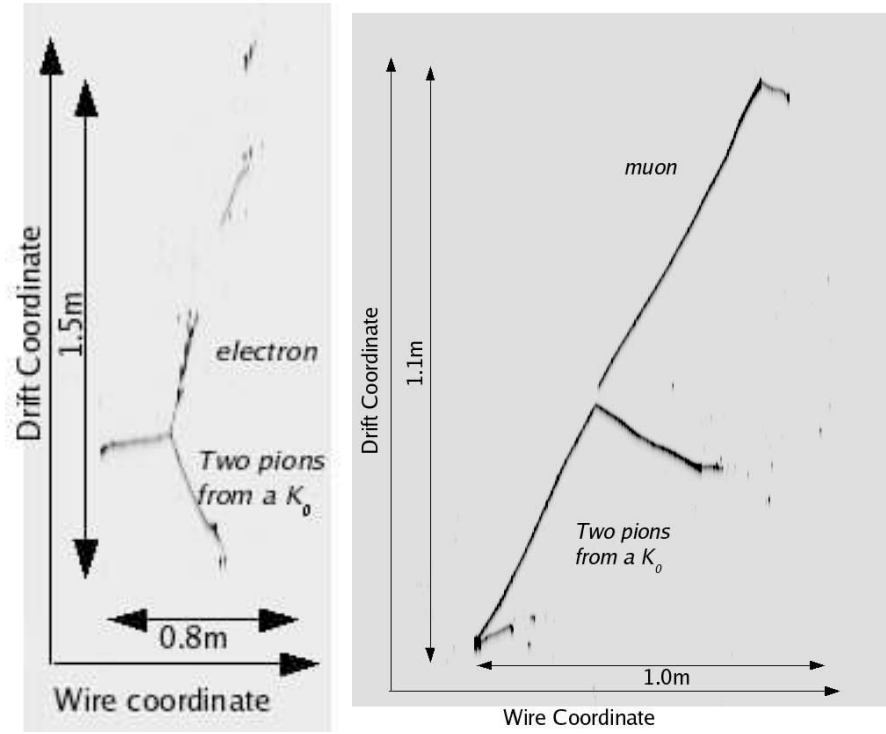 Drift Coordinate
1.5m
electron
Two pions
from a K0
0.8m
Wire coordinate
muon
Drift Coordinate
1.1m
Two pions
from a K0
1.0m
Wire Coordinate